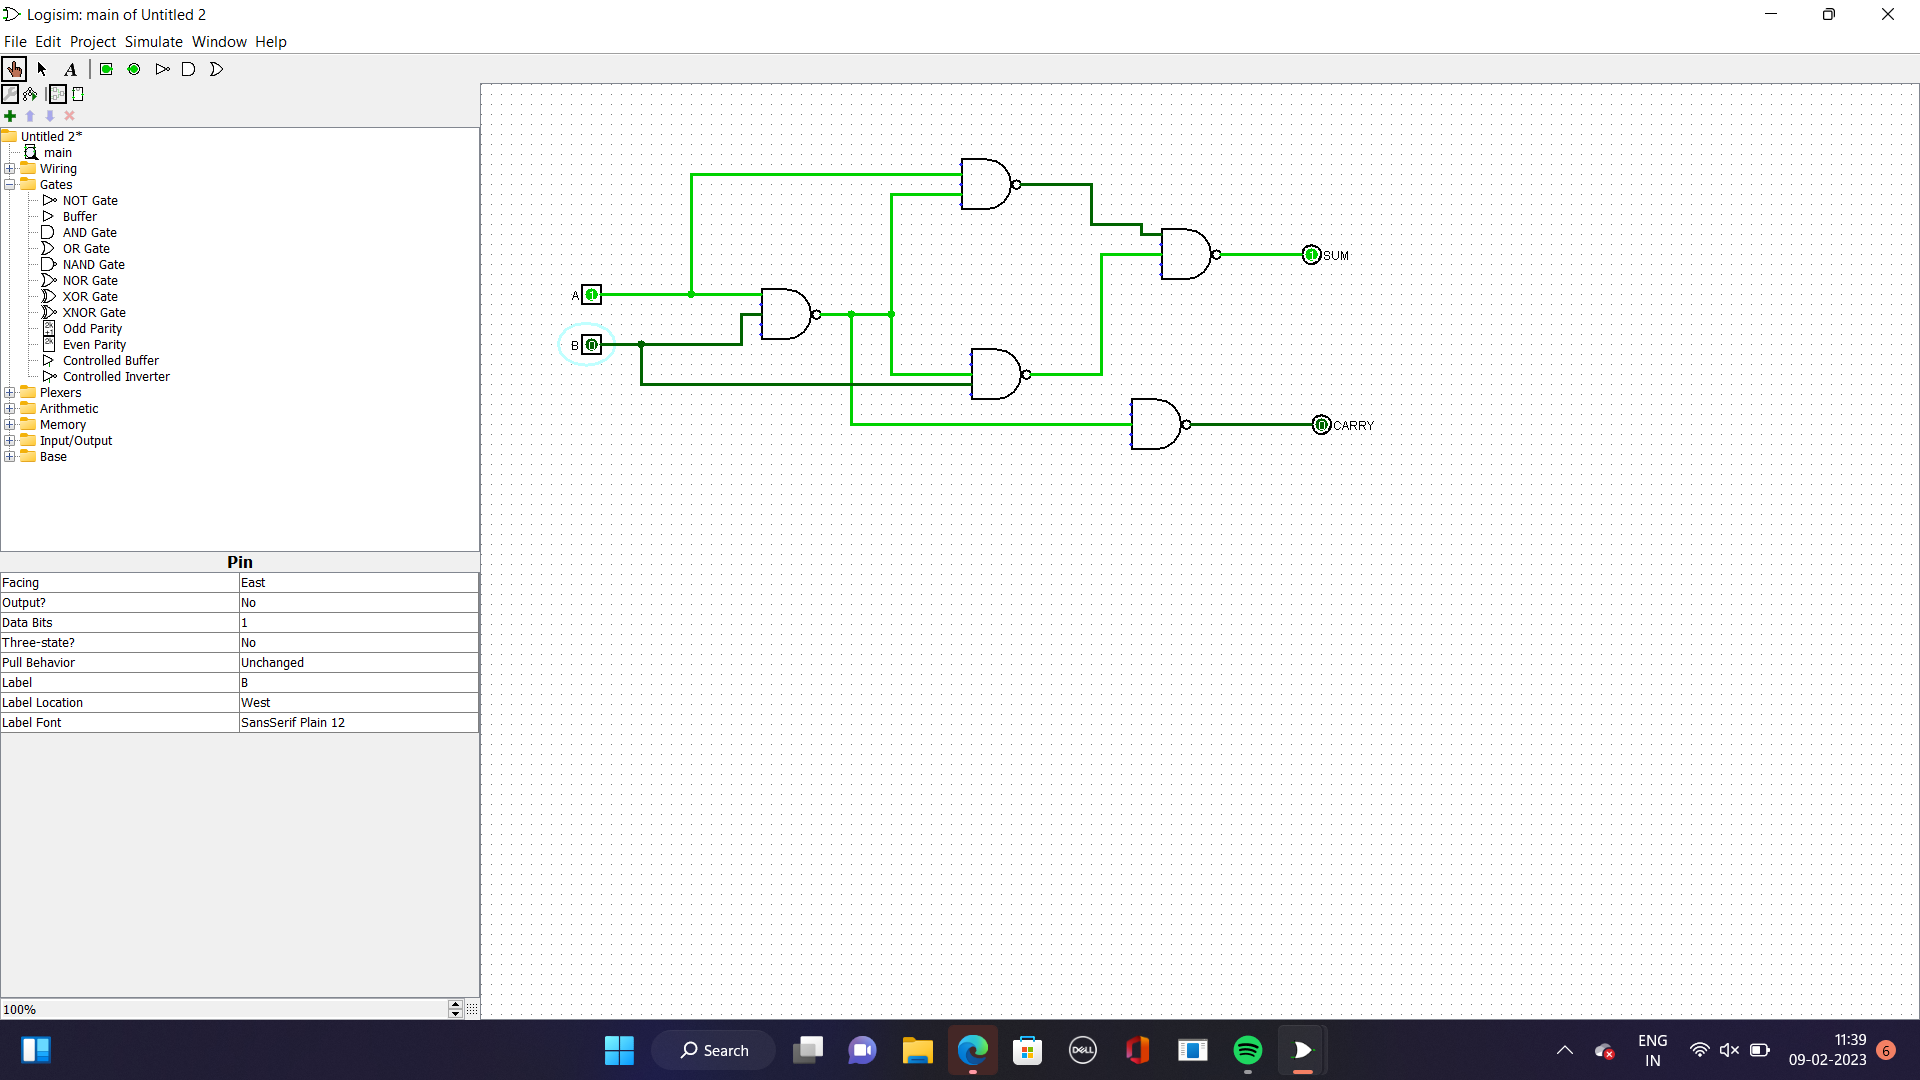 Logisim: main of Untitled 2
File Edit Project Simulate Window Help
A
Untitled 2*
main
Wiring
Gates
NOT Gate
Buffer
AND Gate
OR Gate
NAND Gate
NOR Gate
XOR Gate
XNOR Gate
Odd Parity
Even Parity
Controlled Buffer
Controlled Inverter
Plexers
Arithmetic
Memory
Input/Output
Base
Pin
Facing East
Output? No
Data Bits 1
Three-state? No
Pull Behavior Unchanged
Label B
Label Location West
Label Font SansSerif Plain 12
100%
1 SUM
A 1
B 0
0 CARRY
Search
DELL
ENG
IN
11:39
09-02-2023
6